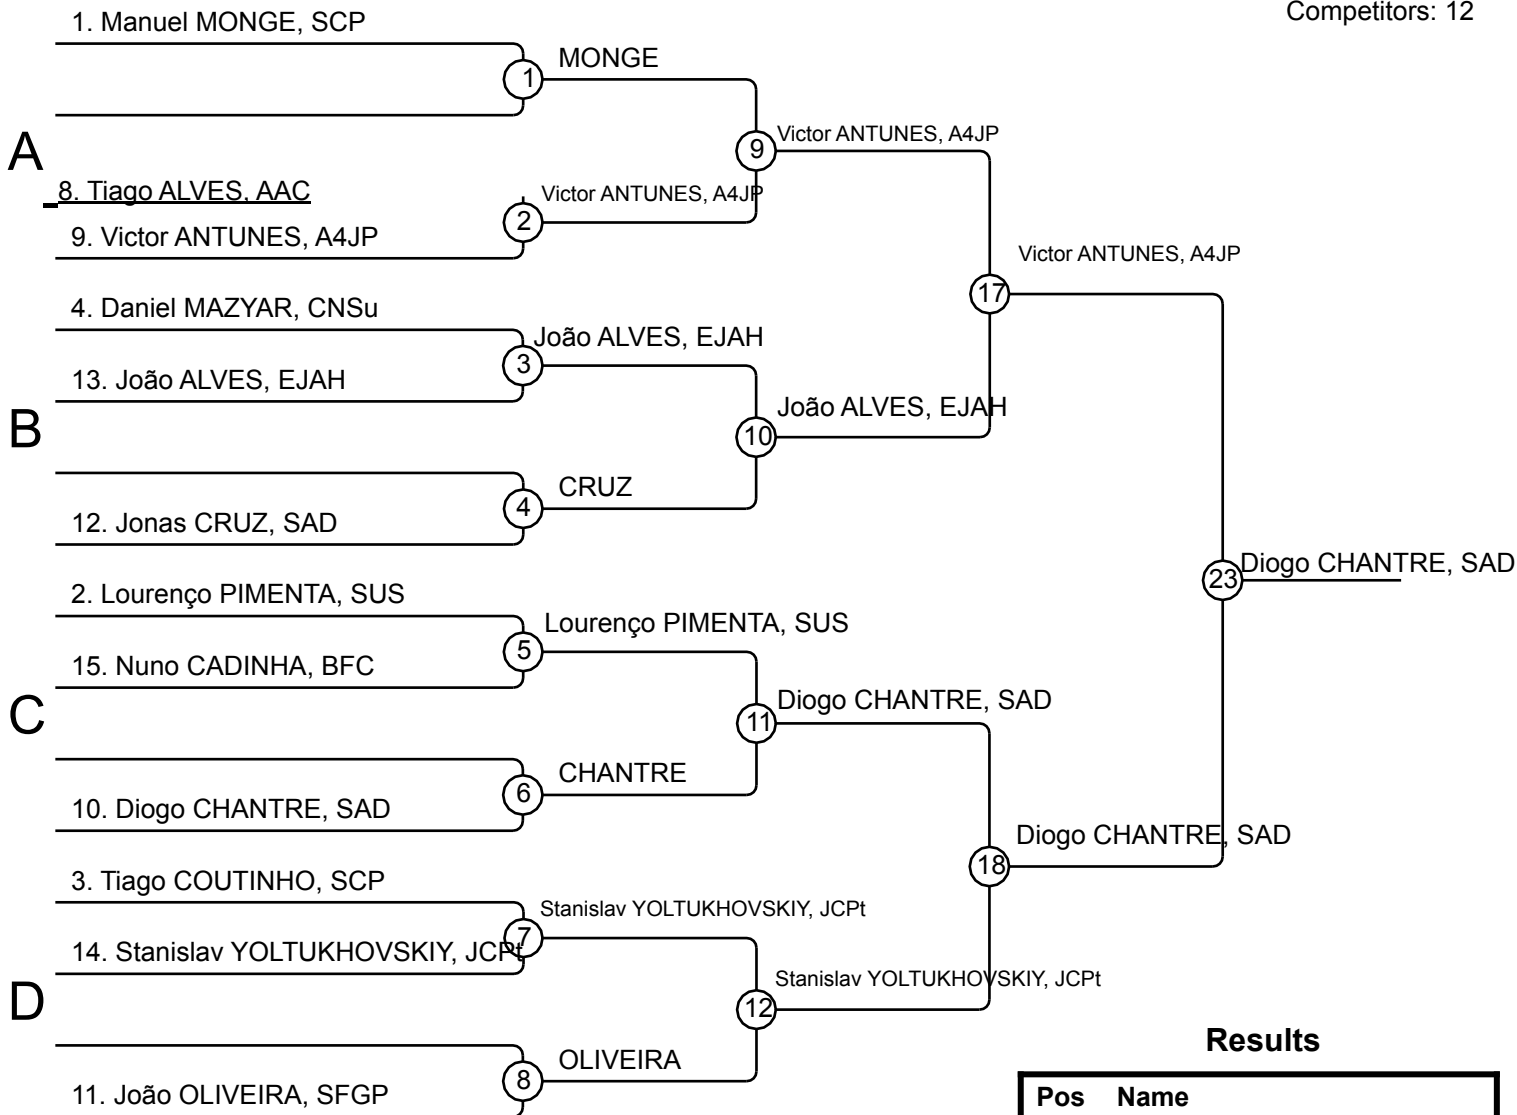 Competitors: 12
1. Manuel MONGE, SCP
1
MONGE
A
9
Victor ANTUNES, A4JP
8. Tiago ALVES, AAC
2
Victor ANTUNES, A4JP
9. Victor ANTUNES, A4JP
17
Victor ANTUNES, A4JP
4. Daniel MAZYAR, CNSu
3
João ALVES, EJAH
13. João ALVES, EJAH
B
10
João ALVES, EJAH
4
CRUZ
12. Jonas CRUZ, SAD
23
Diogo CHANTRE, SAD
2. Lourenço PIMENTA, SUS
5
Lourenço PIMENTA, SUS
15. Nuno CADINHA, BFC
C
11
Diogo CHANTRE, SAD
6
CHANTRE
10. Diogo CHANTRE, SAD
18
Diogo CHANTRE, SAD
3. Tiago COUTINHO, SCP
7
Stanislav YOLTUKHOVSKIY, JCPt
14. Stanislav YOLTUKHOVSKIY, JCPt
D
12
Stanislav YOLTUKHOVSKIY, JCPt
8
OLIVEIRA
11. João OLIVEIRA, SFGP
Results
Pos Name